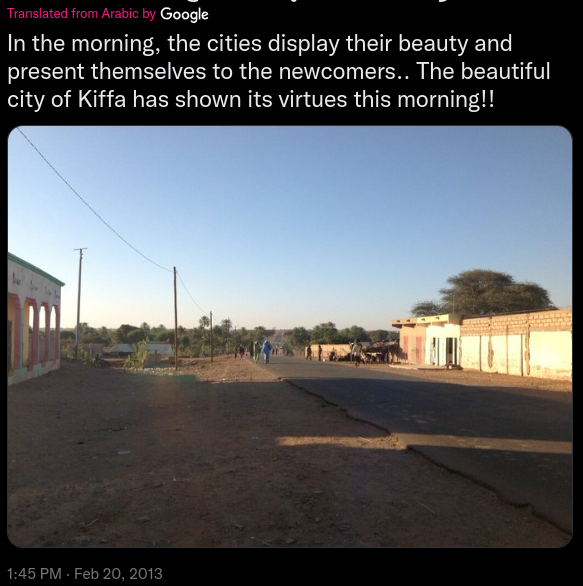 Translated from Arabic by Google
In the morning, the cities display their beauty and
present themselves to the newcomers.. The beautiful
city of Kiffa has shown its virtues this morning!!
1:45 PM · Feb 20, 2013